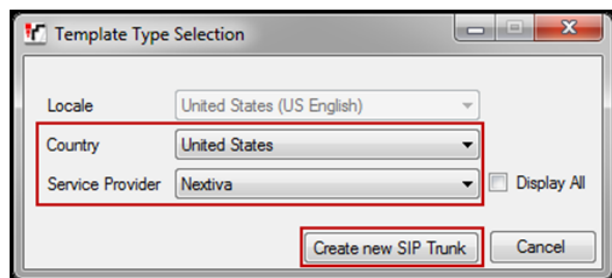 Template Type Selection
Locale United States (US English)
Country United States
Service Provider Nextiva Display All
Create new SIP Trunk Cancel